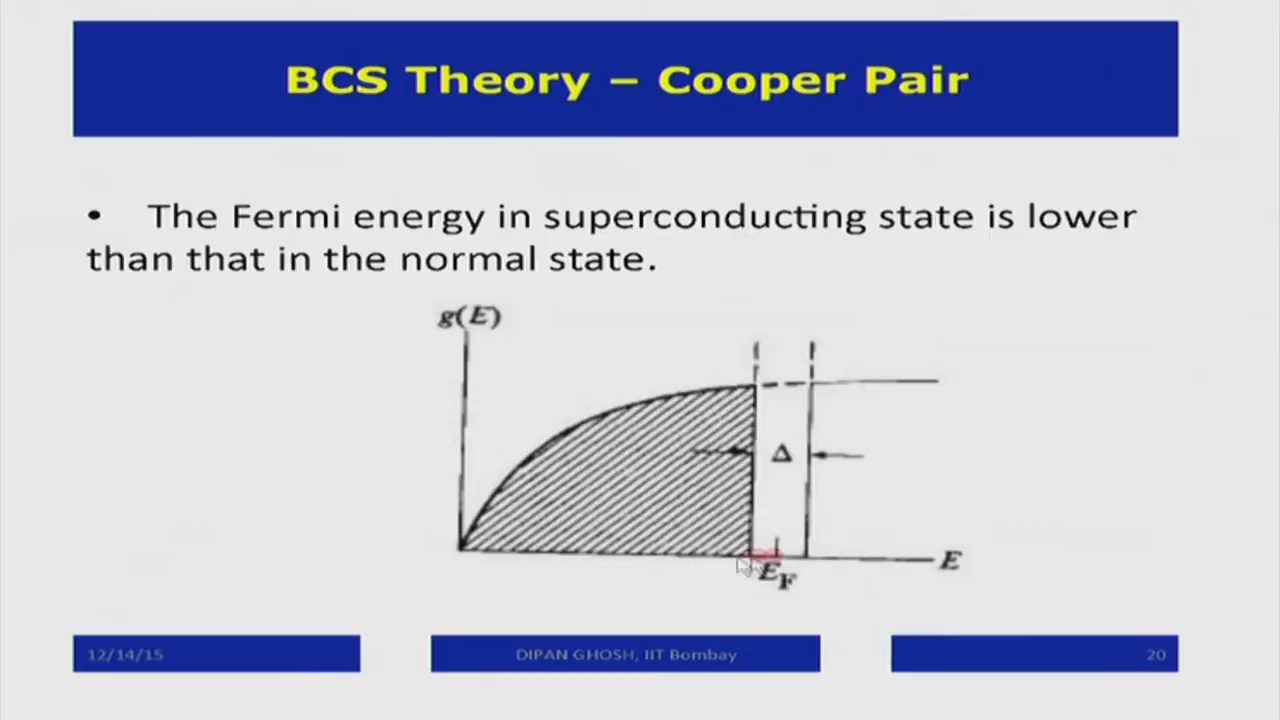 BCS Theory – Cooper Pair
• The Fermi energy in superconducting state is lower
than that in the normal state.
g(E)
Δ
E
EF
12/14/15
DIPAN GHOSH, IIT Bombay
20